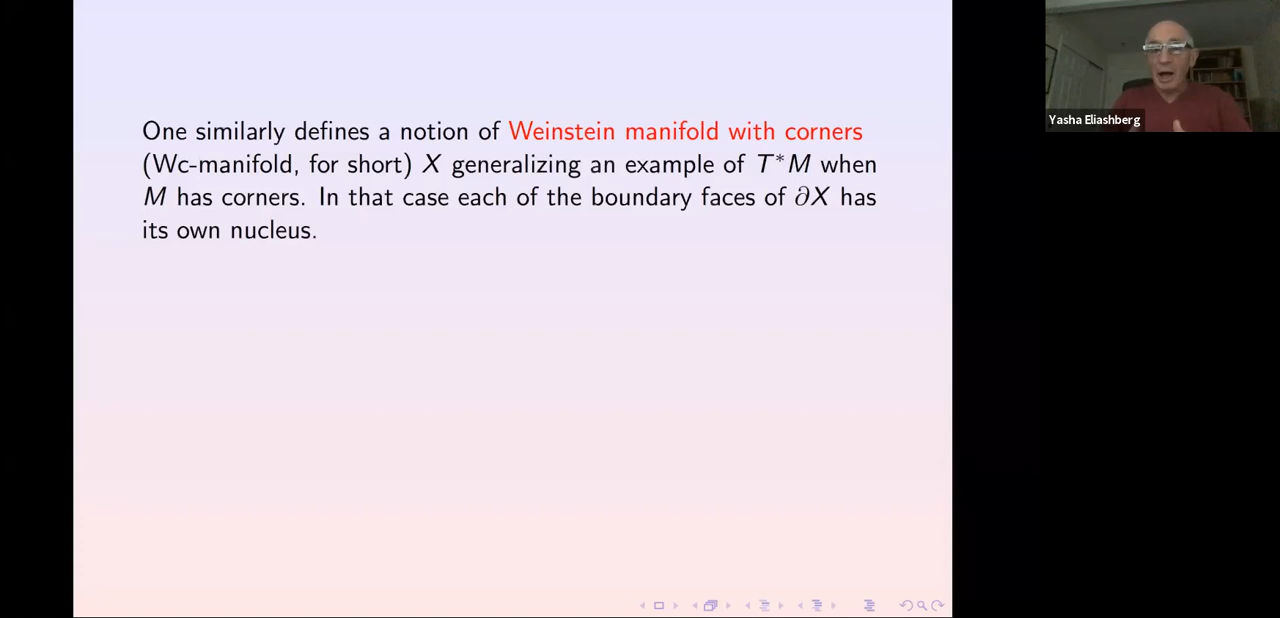 One similarly defines a notion of Weinstein manifold with corners
(Wc-manifold, for short) X generalizing an example of T*M when
M has corners. In that case each of the boundary faces of ∂X has
its own nucleus.
Yasha Eliashberg